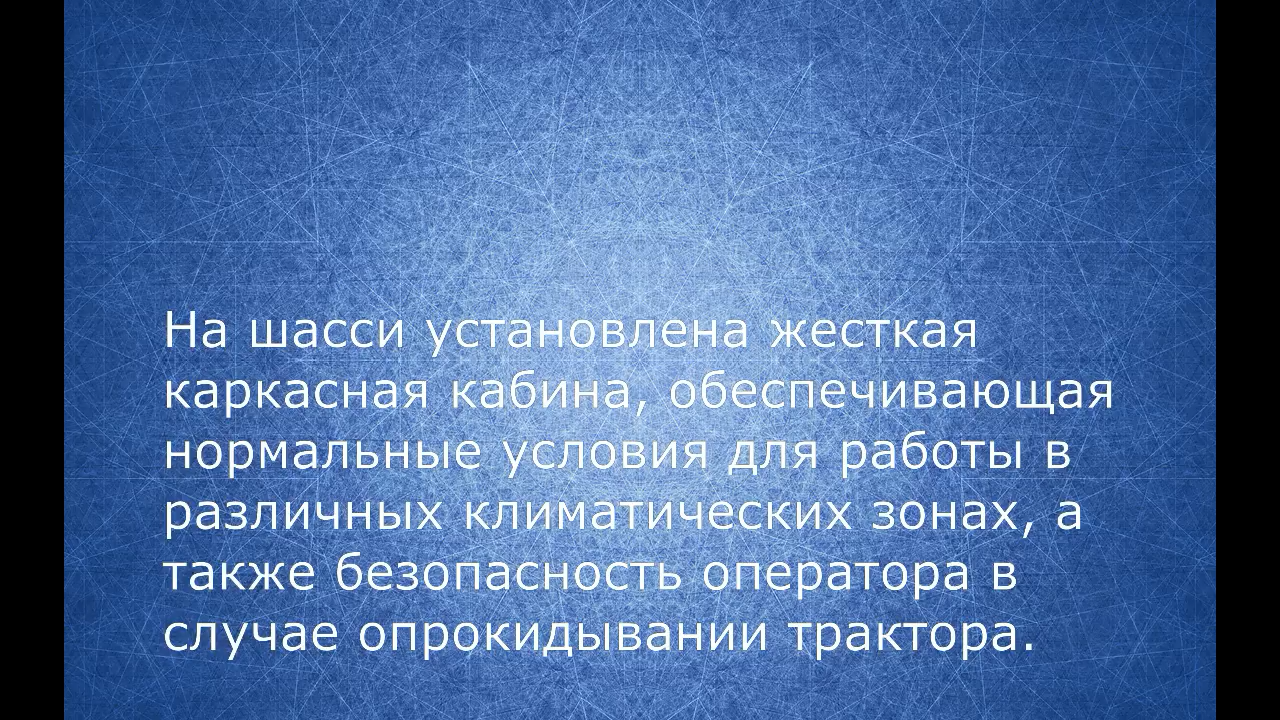 На шасси установлена жесткая
каркасная кабина, обеспечивающая
нормальные условия для работы в
различных климатических зонах, а
также безопасность оператора в
случае опрокидывании трактора.